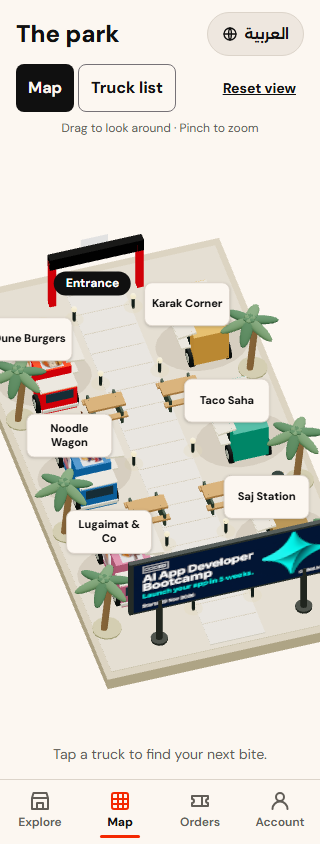 The park
العربية
Map
Truck list
Reset view
Drag to look around · Pinch to zoom
Entrance
Karak Corner
une Burgers
Taco Saha
Noodle
Wagon
Saj Station
Lugaimat &
Co
AI App Developer
Bootcamp
Launch your app in 5 weeks.
Tap a truck to find your next bite.
Explore
Map
Orders
Account